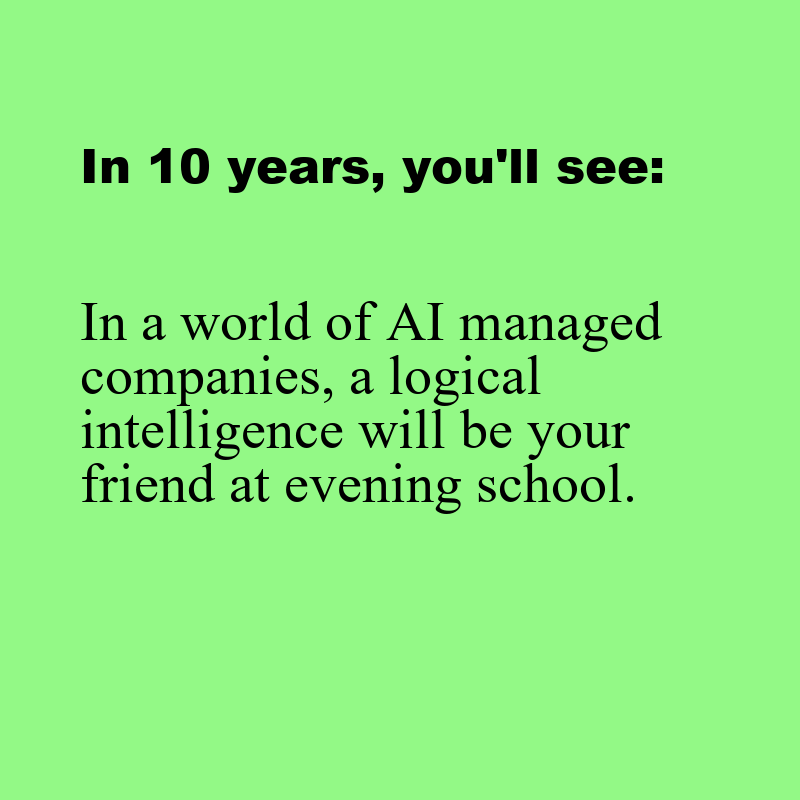 In 10 years, you'll see:
In a world of AI managed
companies, a logical
intelligence will be your
friend at evening school.